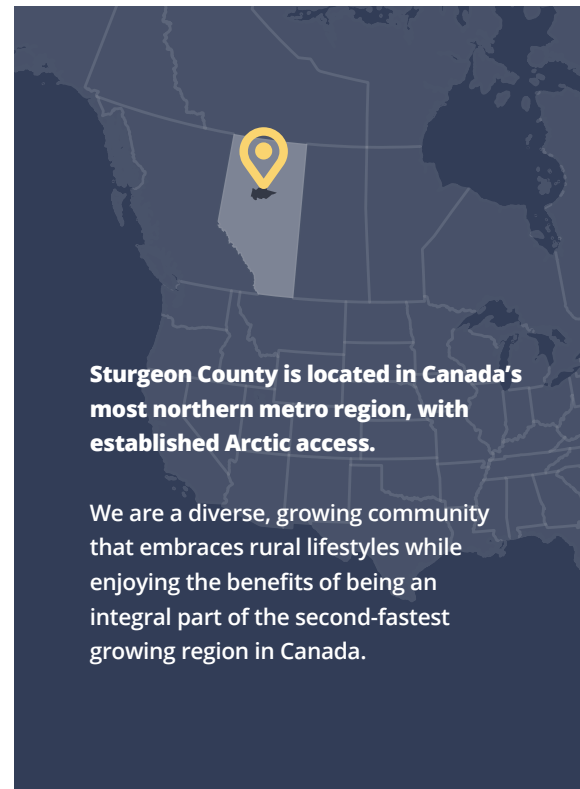 Sturgeon County is located in Canada’s
most northern metro region, with
established Arctic access.
We are a diverse, growing community
that embraces rural lifestyles while
enjoying the benefits of being an
integral part of the second-fastest
growing region in Canada.